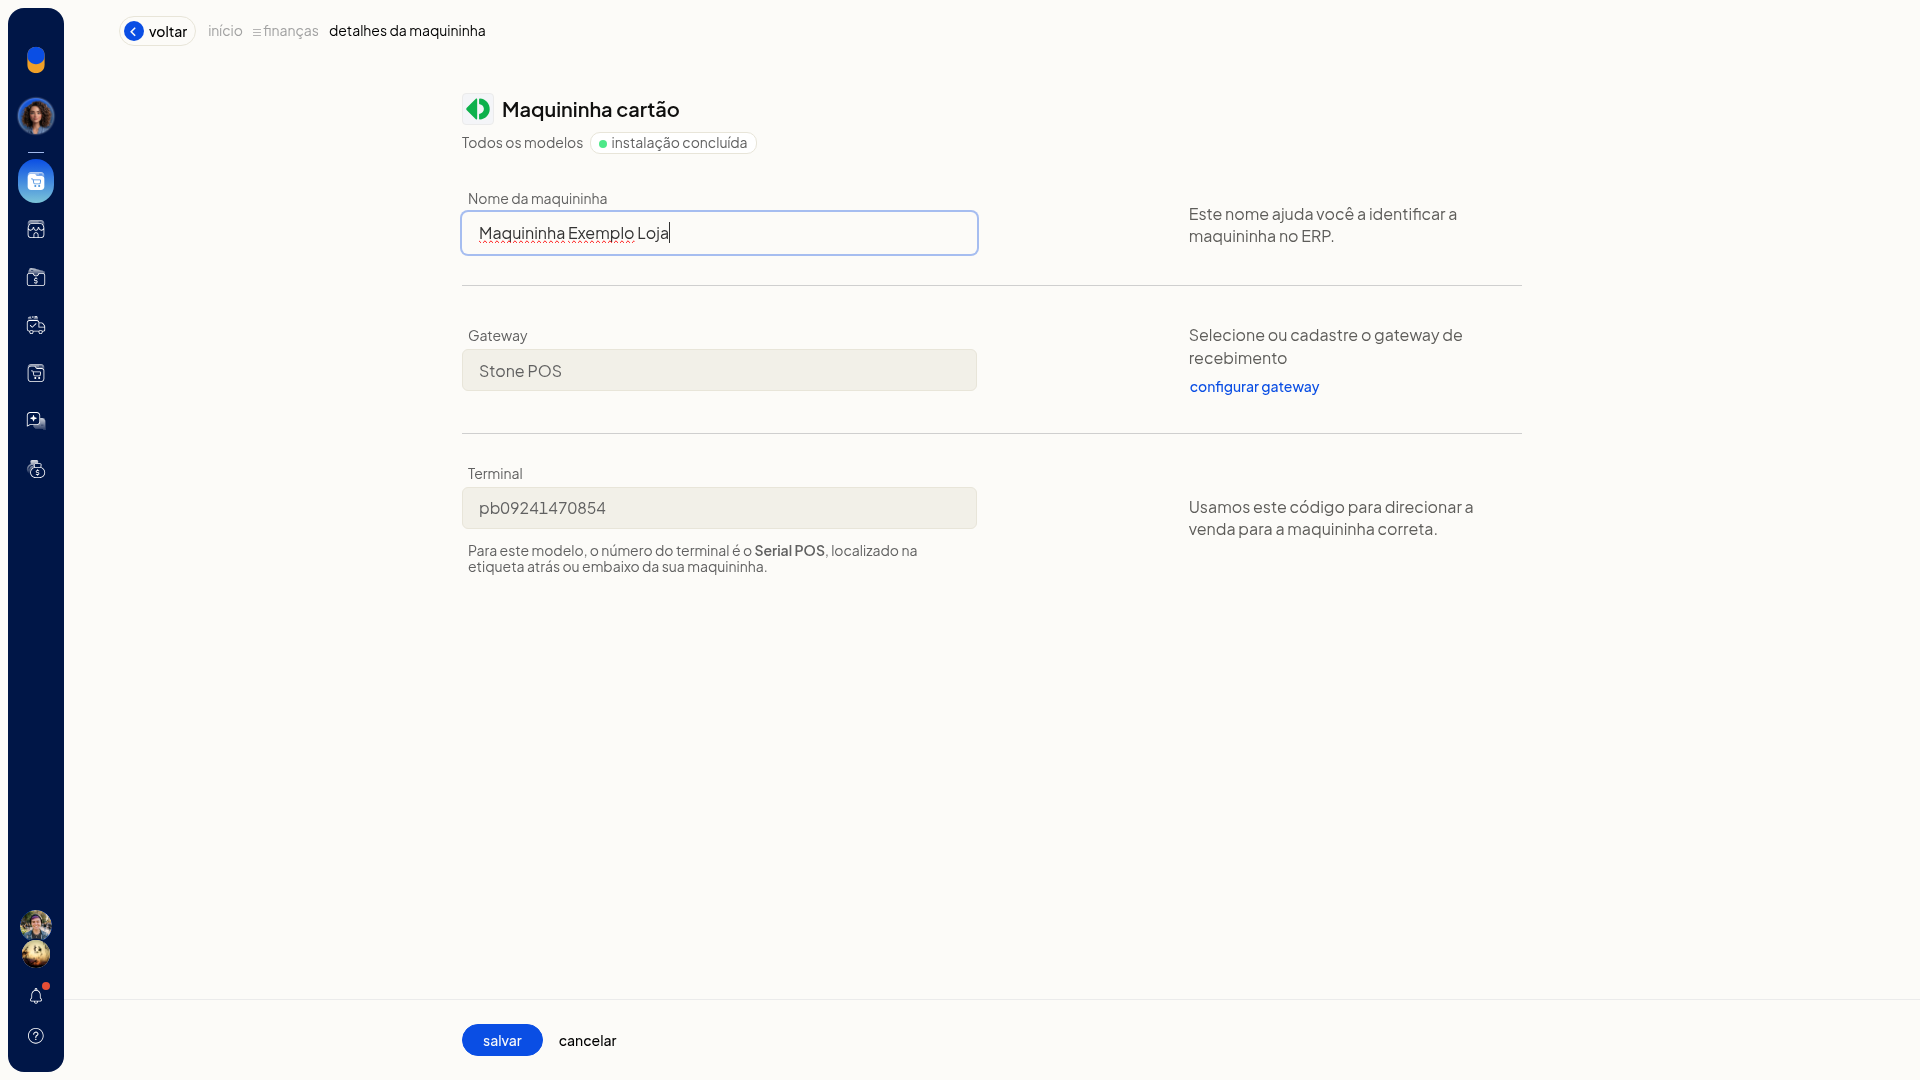 voltar início finanças detalhes da maquininha
Maquininha cartão
Todos os modelos instalação concluída
Nome da maquininha
Maquininha Exemplo Loja
Este nome ajuda você a identificar a
maquininha no ERP.
Gateway
Stone POS
Selecione ou cadastre o gateway de
recebimento
configurar gateway
Terminal
pb09241470854
Para este modelo, o número do terminal é o Serial POS, localizado na
etiqueta atrás ou embaixo da sua maquininha.
Usamos este código para direcionar a
venda para a maquininha correta.
salvar cancelar